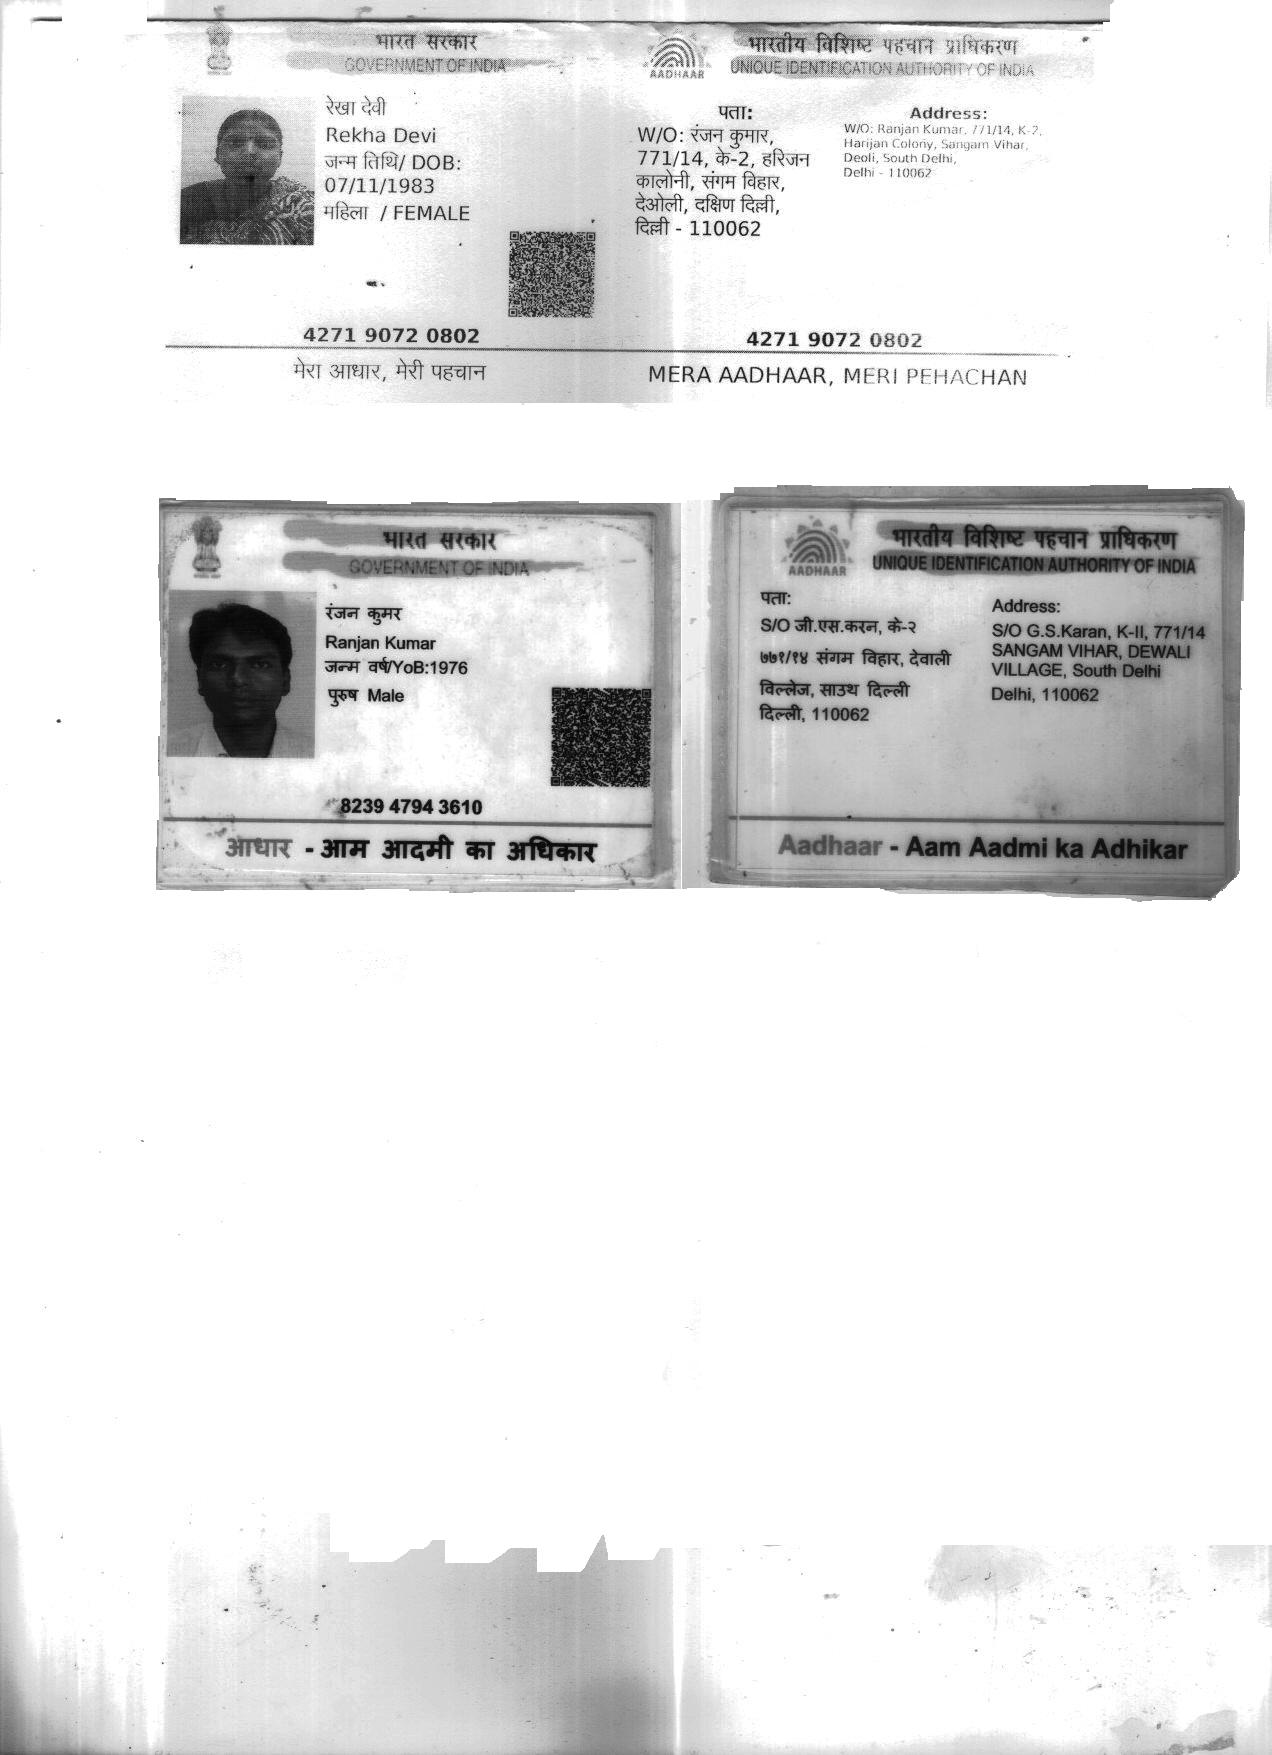 भारत सरकार
GOVERNMENT OF INDIA
रेखा देवी
Rekha Devi
जन्म तिथि/ DOB:
07/11/1983
महिला / FEMALE
4271 9072 0802
मेरा आधार, मेरी पहचान
भारतीय विशिष्ट पहचान प्राधिकरण
UNIQUE IDENTIFICATION AUTHORITY OF INDIA
AADHAAR
पता:
W/O: रंजन कुमार,
771/14, के-2, हरिजन
कालोनी, संगम विहार,
देओली, दक्षिण दिल्ली,
दिल्ली - 110062
Address:
W/O: Ranjan Kumar, 771/14, K-2,
Harijan Colony, Sangam Vihar,
Deoli, South Delhi,
Delhi - 110062
4271 9072 0802
MERA AADHAAR, MERI PEHACHAN
भारत सरकार
GOVERNMENT OF INDIA
रंजन कुमर
Ranjan Kumar
जन्म वर्ष/YoB:1976
पुरुष Male
8239 4794 3610
आधार - आम आदमी का अधिकार
भारतीय विशिष्ट पहचान प्राधिकरण
UNIQUE IDENTIFICATION AUTHORITY OF INDIA
AADHAAR
पता:
S/O जी.एस.करन, के-२
७७१/१४ संगम विहार, देवाली
विल्लेज, साउथ दिल्ली
दिल्ली, 110062
Address:
S/O G.S.Karan, K-II, 771/14
SANGAM VIHAR, DEWALI
VILLAGE, South Delhi
Delhi, 110062
Aadhaar - Aam Aadmi ka Adhikar